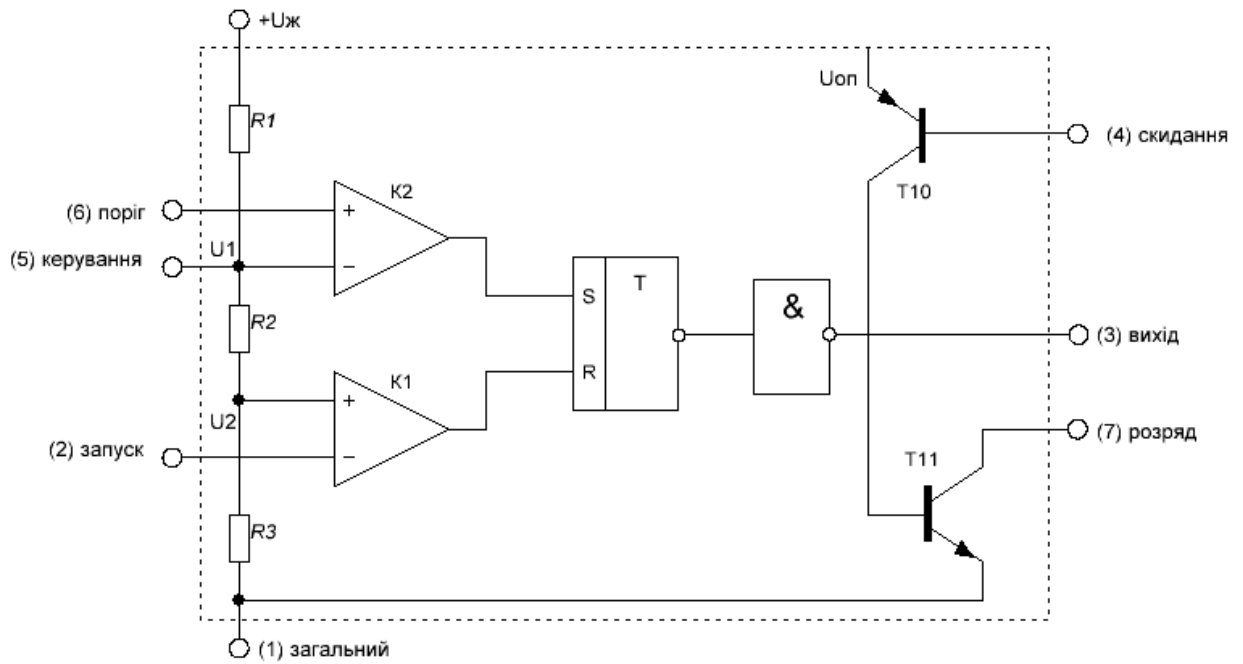 +Uж
Uоп
R1
(4) скидання
K2
T10
(6) поріг
+
U1
(5) керування
−
S
T
&
R2
(3) вихід
R
K1
+
U2
(7) розряд
(2) запуск
−
T11
R3
(1) загальний